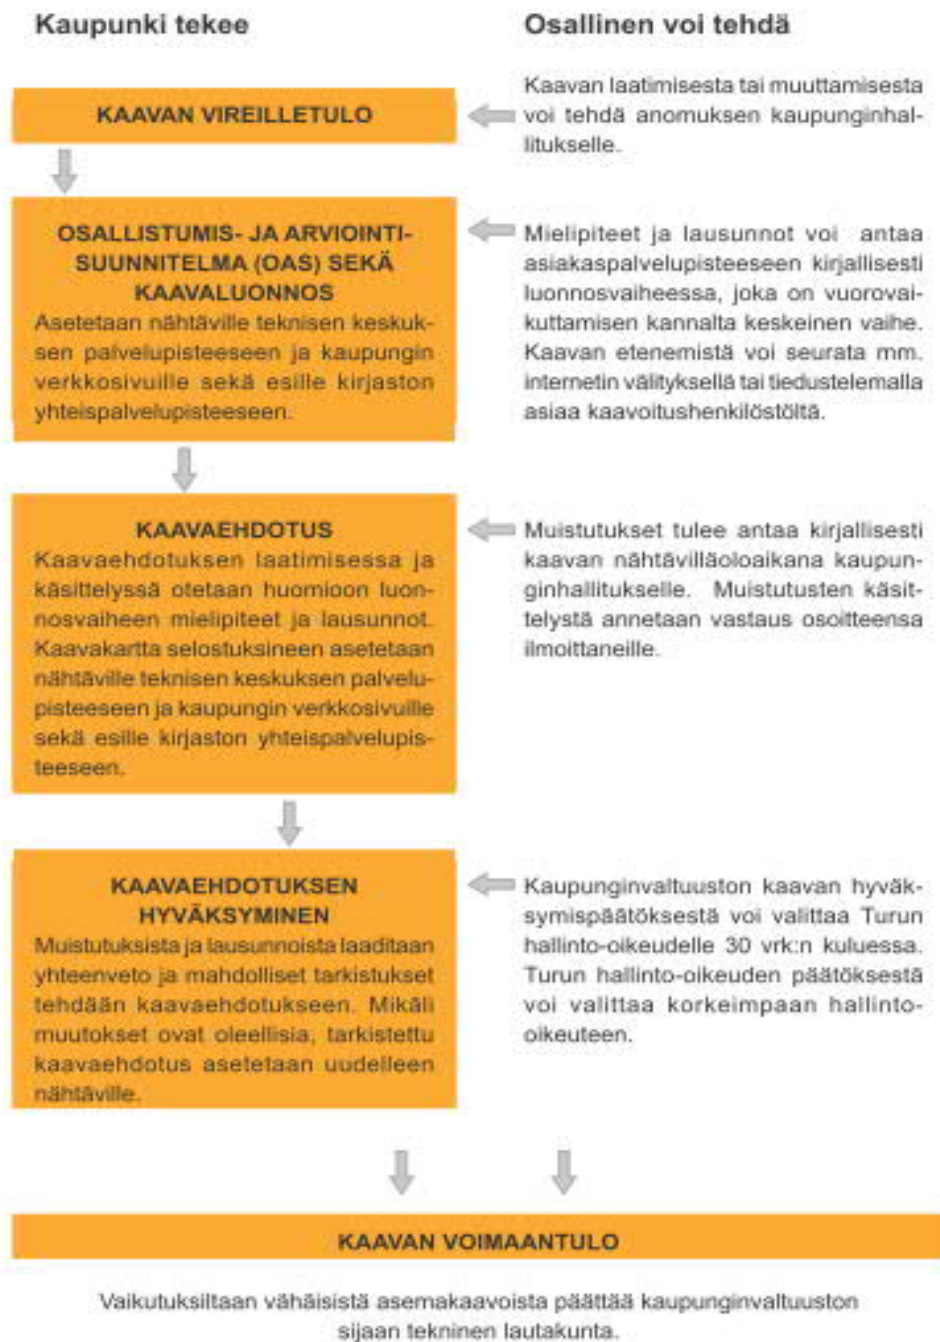 Kaupunki tekee
Osallinen voi tehdä
KAAVAN VIREILLETULO
Kaavan laatimisesta tai muuttamisesta
voi tehdä anomuksen kaupunginhal-
litukselle.
OSALLISTUMIS- JA ARVIOINTI-
SUUNNITELMA (OAS) SEKÄ
KAAVALUONNOS
Asetetaan nähtäville teknisen keskuk-
sen palvelupisteeseen ja kaupungin
verkkosivuille sekä esille kirjaston
yhteispalvelupisteeseen.
Mielipiteet ja lausunnot voi antaa
asiakaspalvelupisteeseen kirjallisesti
luonnosvaiheessa, joka on vuorovai-
kuttamisen kannalta keskeinen vaihe.
Kaavan etenemistä voi seurata mm.
internetin välityksellä tai tiedustelemalla
asiaa kaavoitushenkilöstöltä.
KAAVAEHDOTUS
Kaavaehdotuksen laatimisessa ja
käsittelyssä otetaan huomioon luon-
nosvaiheen mielipiteet ja lausunnot.
Kaavakartta selostuksineen asetetaan
nähtäville teknisen keskuksen palvelu-
pisteeseen ja kaupungin verkkosivuille
sekä esille kirjaston yhteispalvelupis-
teeseen.
Muistutukset tulee antaa kirjallisesti
kaavan nähtävilläoloaikana kaupun-
ginhallitukselle. Muistutusten käsit-
telystä annetaan vastaus osoitteensa
ilmoittaneille.
KAAVAEHDOTUKSEN
HYVÄKSYMINEN
Muistutuksista ja lausunnoista laaditaan
yhteenveto ja mahdolliset tarkistukset
tehdään kaavaehdotukseen. Mikäli
muutokset ovat oleellisia, tarkistettu
kaavaehdotus asetetaan uudelleen
nähtäville.
Kaupunginvaltuuston kaavan hyväk-
symispäätöksestä voi valittaa Turun
hallinto-oikeudelle 30 vrk:n kuluessa.
Turun hallinto-oikeuden päätöksestä
voi valittaa korkeimpaan hallinto-
oikeuteen.
KAAVAN VOIMAANTULO
Vaikutuksiltaan vähäisistä asemakaavoista päättää kaupunginvaltuuston
sijaan tekninen lautakunta.